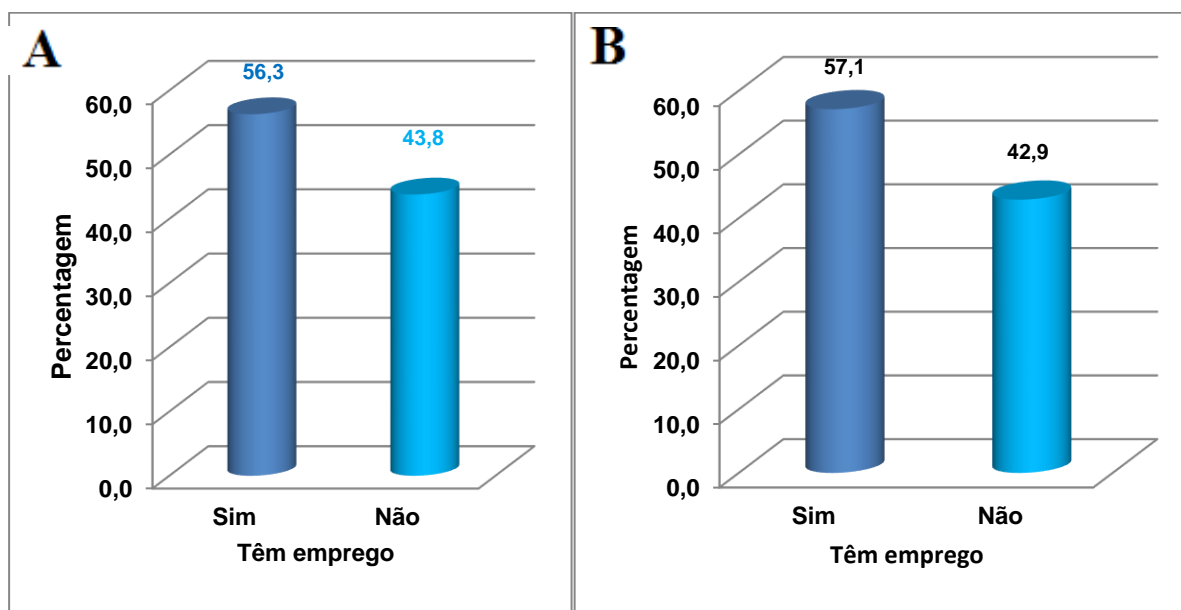 A
56,3
43,8
60,0
50,0
40,0
30,0
20,0
10,0
0,0
Percentagem
Sim Não
Têm emprego
B
57,1
42,9
60,0
50,0
40,0
30,0
20,0
10,0
0,0
Percentagem
Sim Não
Têm emprego